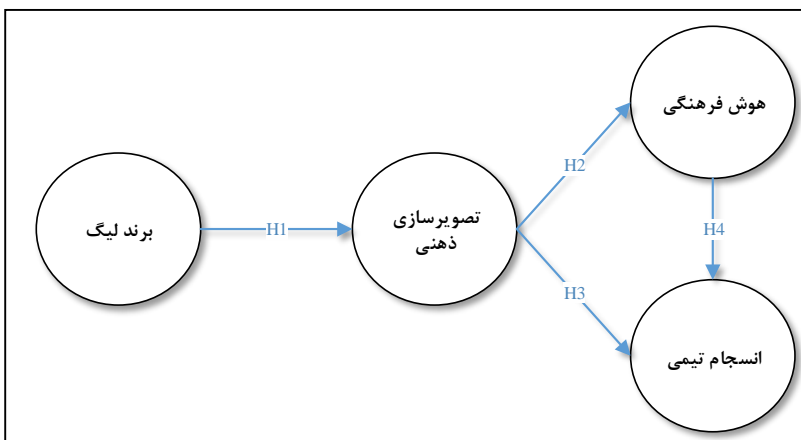 هوش فرهنگی
H2
برند لیگ
H1
تصویرسازی
ذهنی
H4
H3
انسجام تیمی